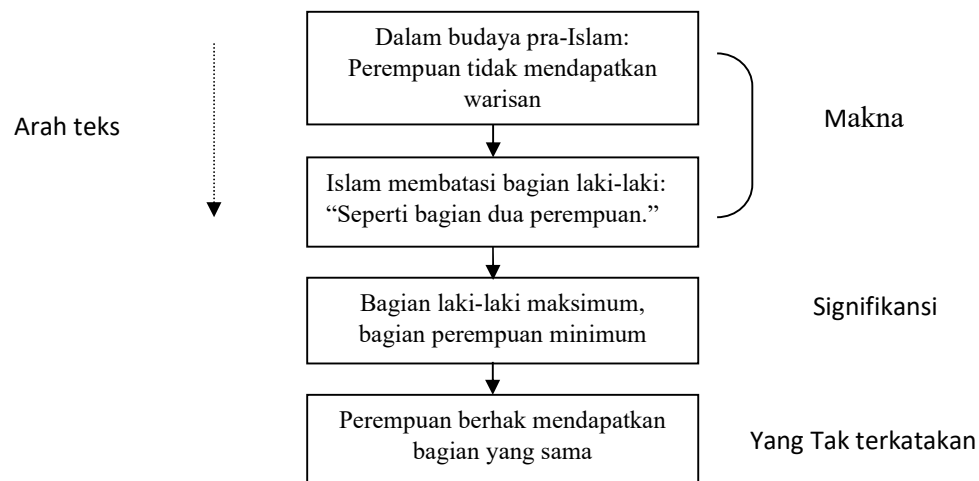 Dalam budaya pra-Islam:
Perempuan tidak mendapatkan
warisan
Arah teks
Makna
Islam membatasi bagian laki-laki:
“Seperti bagian dua perempuan.”
Bagian laki-laki maksimum,
bagian perempuan minimum
Signifikansi
Perempuan berhak mendapatkan
bagian yang sama
Yang Tak terkatakan